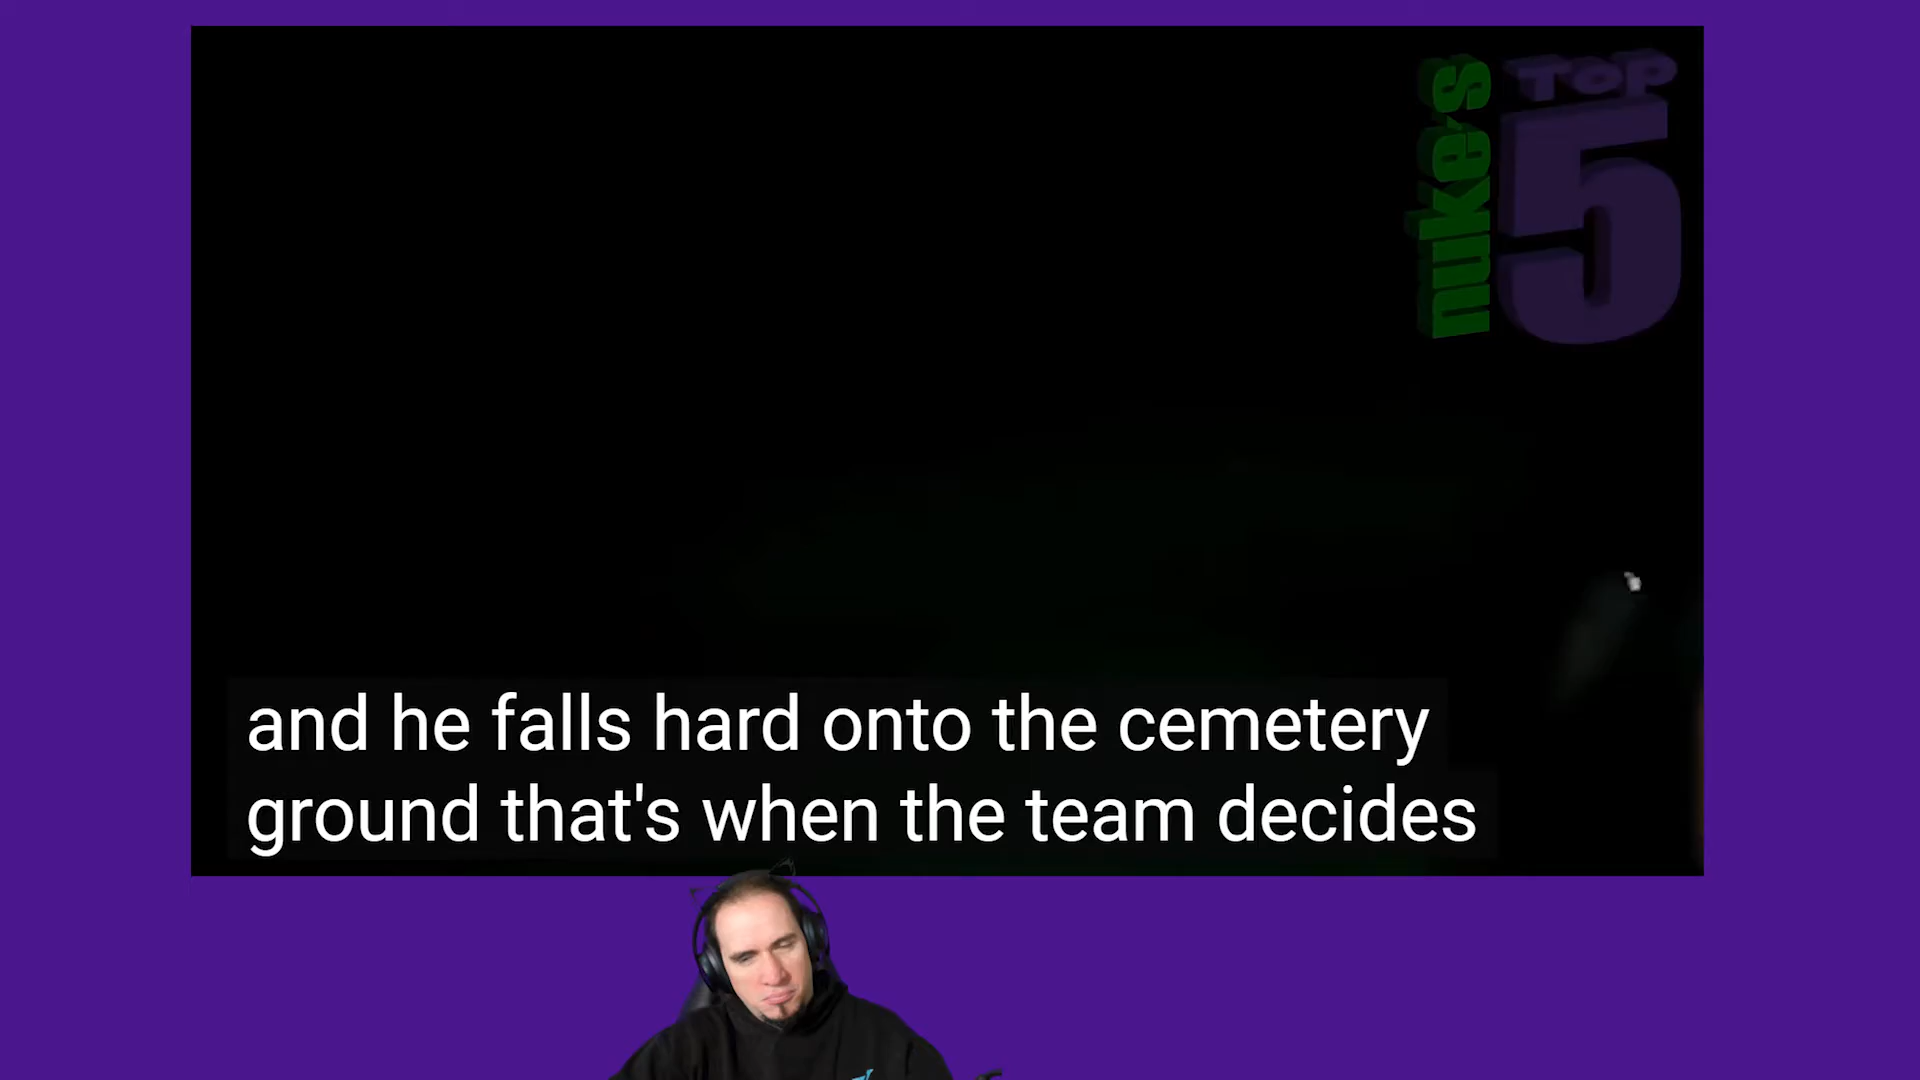 nuke's
Top
5
and he falls hard onto the cemetery
ground that's when the team decides